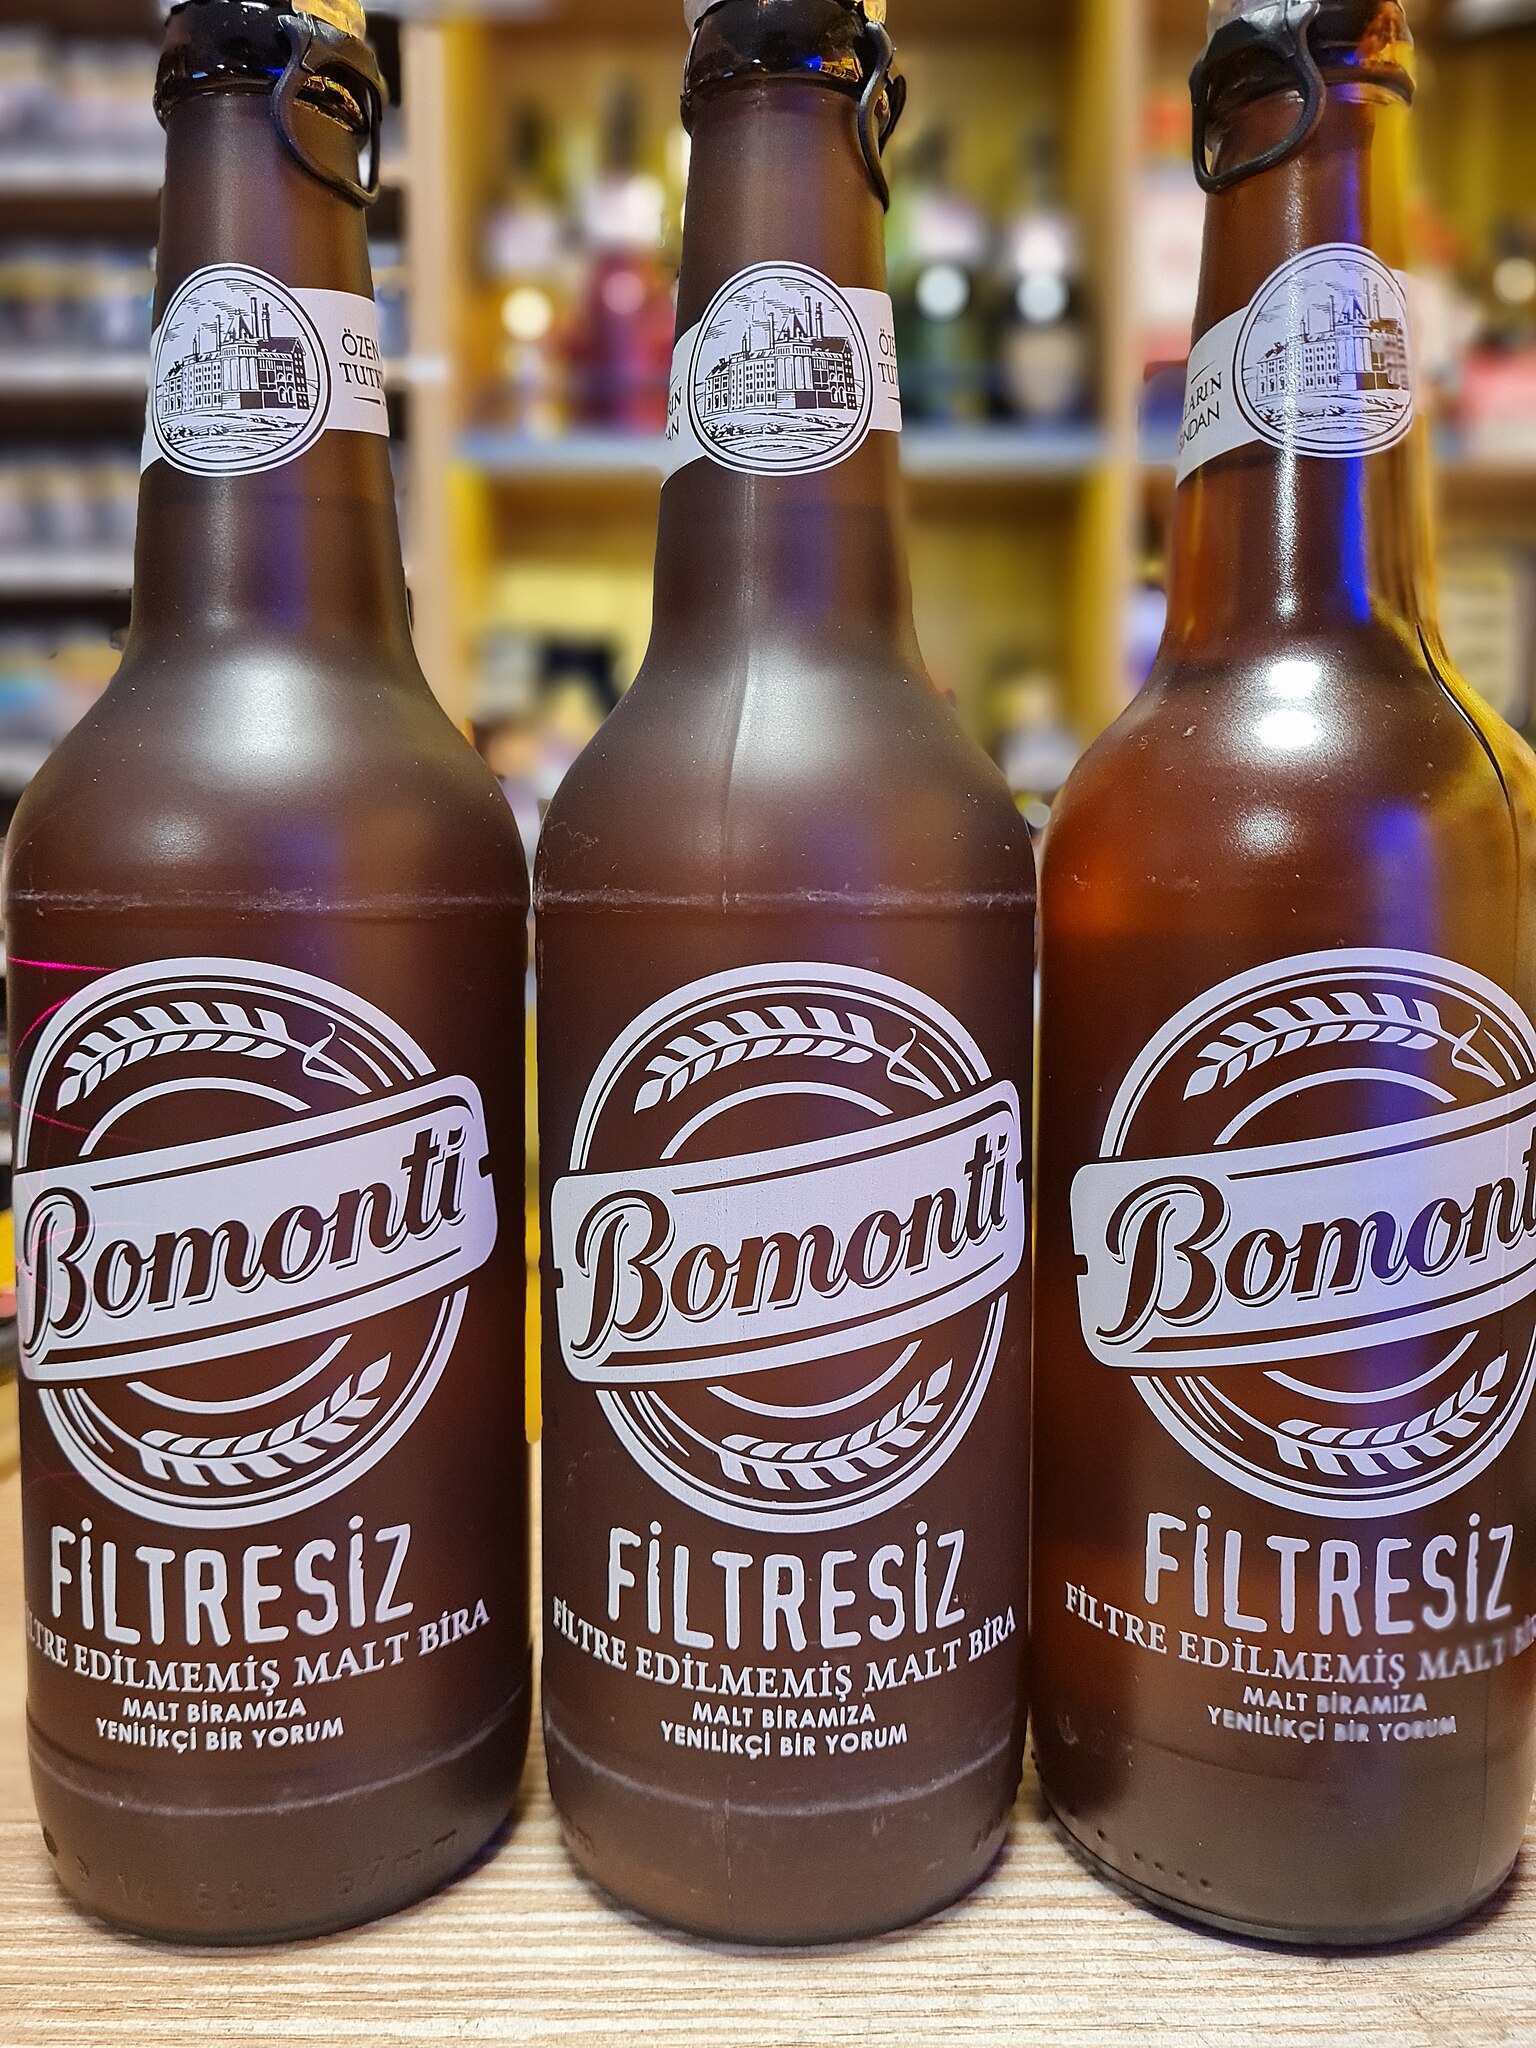 ÖZEN
Bomonti
FİLTRESİZ
EDİLMEMİŞ MALT BİRA
MALT BİRAMIZA
YENİLİKÇİ BİR YORUM
Bomonti
FİLTRESİZ
FİLTRE EDİLMEMİŞ MALT BİRA
MALT BİRAMIZA
YENİLİKÇİ BİR YORUM
Bomonti
FİLTRESİZ
FİLTRE EDİLMEMİŞ MALT
MALT BİRAMIZA
YENİLİKÇİ BİR YORUM